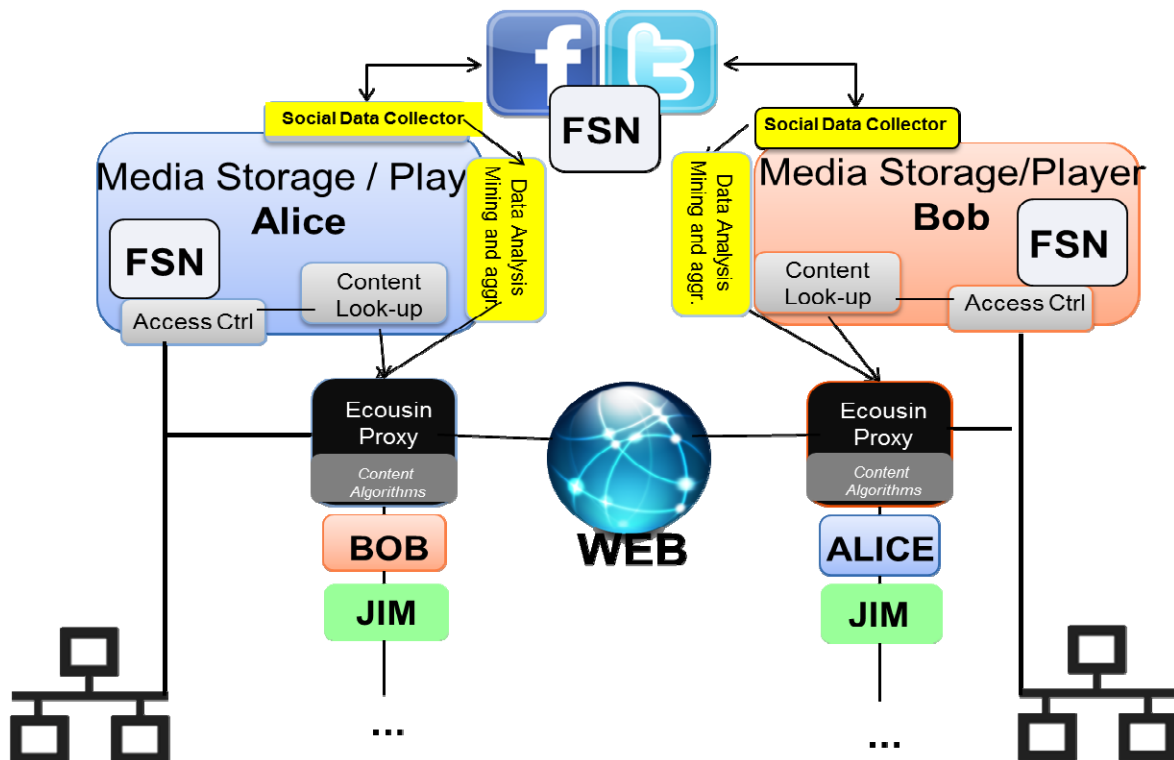 f
t
FSN
Social Data Collector
Media Storage / Play
Alice
FSN
Data Analysis
Mining and aggr.
Content
Look-up
Access Ctrl
Social Data Collector
Media Storage/Player
Bob
FSN
Data Analysis
Mining and aggr.
Content
Look-up
Access Ctrl
Ecousin
Proxy
Content
Algorithms
BOB
JIM
...
WEB
Ecousin
Proxy
Content
Algorithms
ALICE
JIM
...